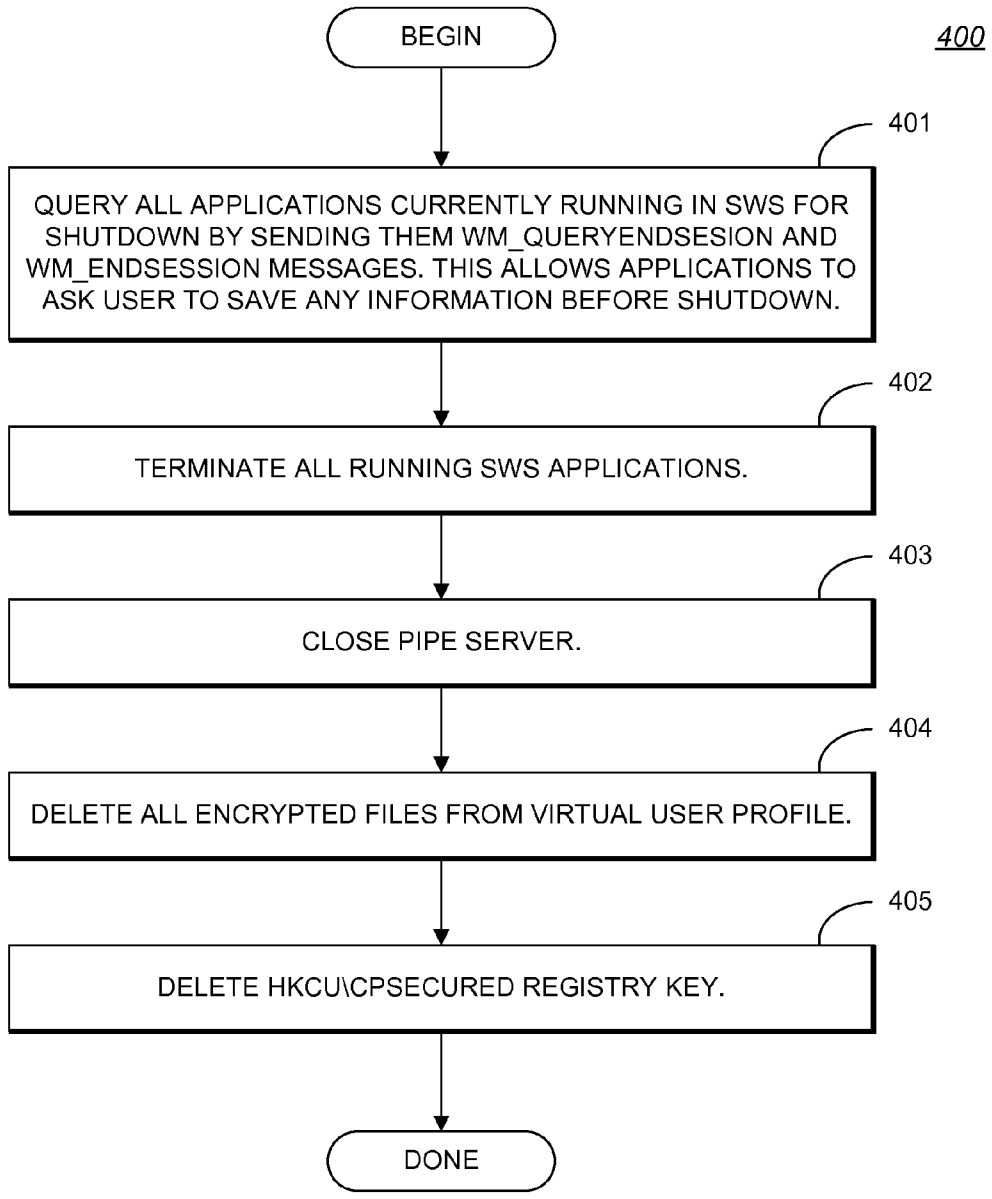 BEGIN
400
401
QUERY ALL APPLICATIONS CURRENTLY RUNNING IN SWS FOR
SHUTDOWN BY SENDING THEM WM_QUERYENDSESION AND
WM_ENDSESSION MESSAGES. THIS ALLOWS APPLICATIONS TO
ASK USER TO SAVE ANY INFORMATION BEFORE SHUTDOWN.
402
TERMINATE ALL RUNNING SWS APPLICATIONS.
403
CLOSE PIPE SERVER.
404
DELETE ALL ENCRYPTED FILES FROM VIRTUAL USER PROFILE.
405
DELETE HKCU\CPSECURED REGISTRY KEY.
DONE